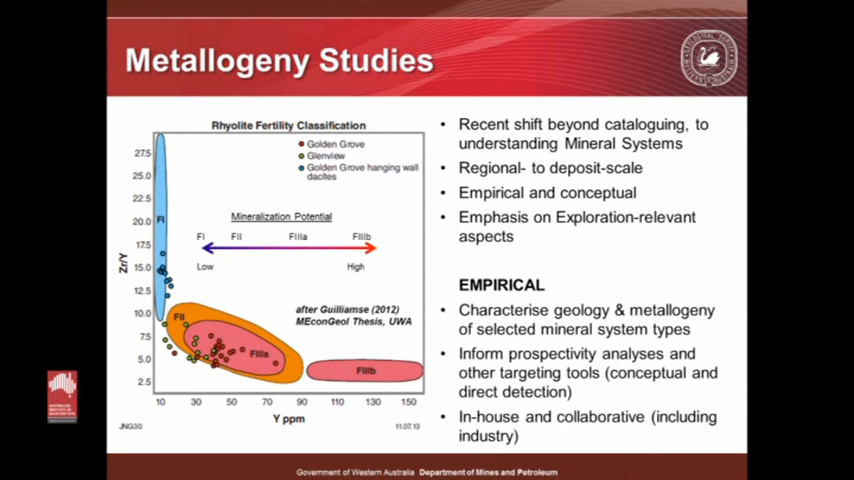 Metallogeny Studies
Rhyolite Fertility Classification
Golden Grove
Glenview
Golden Grove hanging wall
dacites
Mineralization Potential
FI FII FIIIa FIIIb
Low High
after Guilliamse (2012)
MEconGeol Thesis, UWA
FI
FII
FIIIa
FIIIb
Zr/Y
27.5
25.0
22.5
20.0
17.5
15.0
12.5
10.0
7.5
5.0
2.5
10 30 50 70 90 110 130 150
Y ppm
JNG30
11.07.13
• Recent shift beyond cataloguing, to
understanding Mineral Systems
• Regional- to deposit-scale
• Empirical and conceptual
• Emphasis on Exploration-relevant
aspects
EMPIRICAL
• Characterise geology & metallogeny
of selected mineral system types
• Inform prospectivity analyses and
other targeting tools (conceptual and
direct detection)
• In-house and collaborative (including
industry)
Government of Western Australia Department of Mines and Petroleum